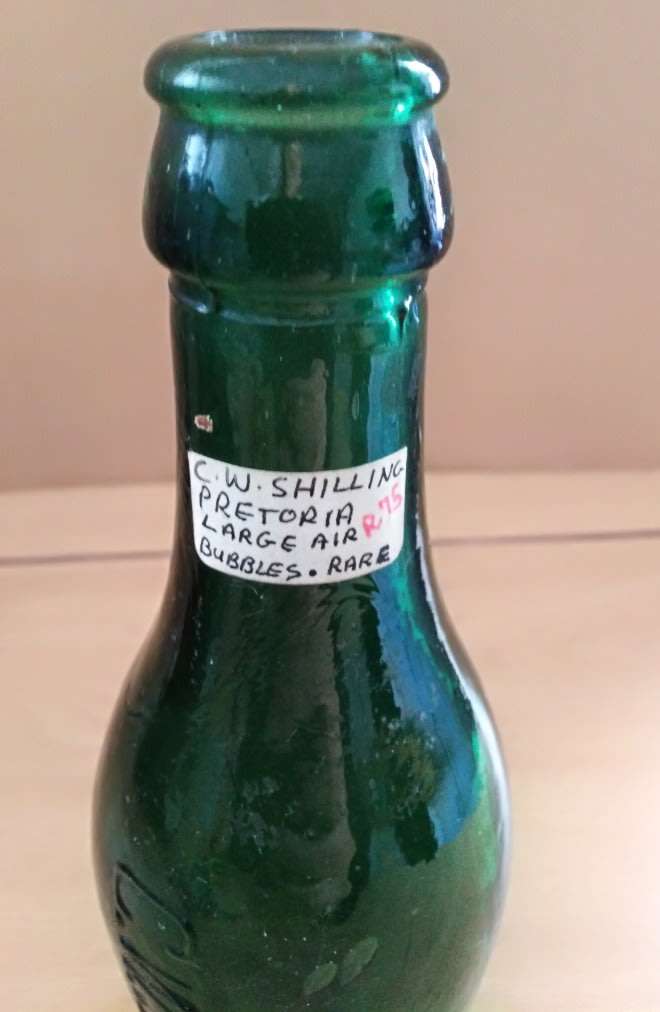 C.W. SHILLING
PRETORIA
LARGE AIR R75
BUBBLES. RARE